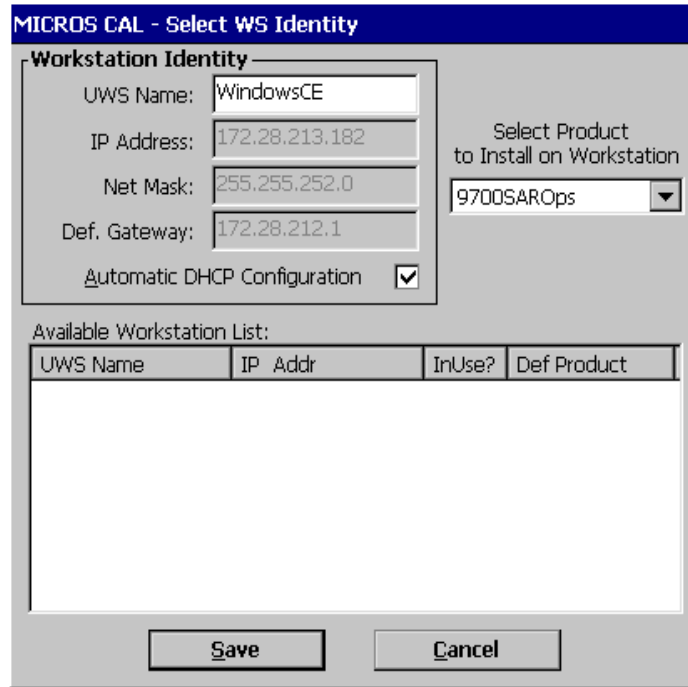 MICROS CAL - Select WS Identity
Workstation Identity
UWS Name: WindowsCE
IP Address: 172.28.213.182
Net Mask: 255.255.252.0
Def. Gateway: 172.28.212.1
Automatic DHCP Configuration
Select Product
to Install on Workstation
9700SAROps
Available Workstation List:
UWS Name IP Addr InUse? Def Product
Save Cancel